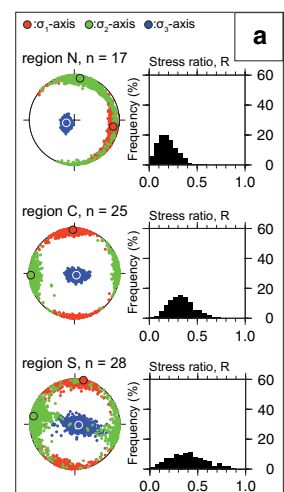 ●:σ₁-axis ●:σ₂-axis ●:σ₃-axis
a
region N, n = 17
Stress ratio, R
Frequency (%)
60
40
20
0
0.0 0.5 1.0
region C, n = 25
Stress ratio, R
Frequency (%)
60
40
20
0
0.0 0.5 1.0
region S, n = 28
Stress ratio, R
Frequency (%)
60
40
20
0
0.0 0.5 1.0